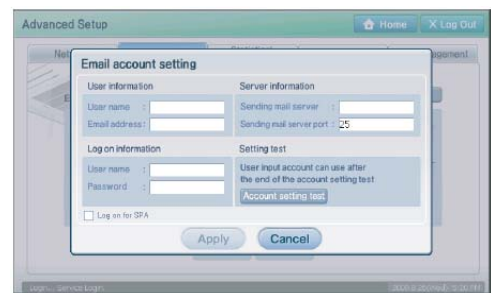 Advanced Setup
Home
X Log Out
Email account setting
User information
User name :
Email address :
Server information
Sending mail server :
Sending mail server port : 25
Log on information
User name :
Password :
Setting test
User input account can use after
the end of the account setting test
Account setting test
Log on for SPA
Apply
Cancel